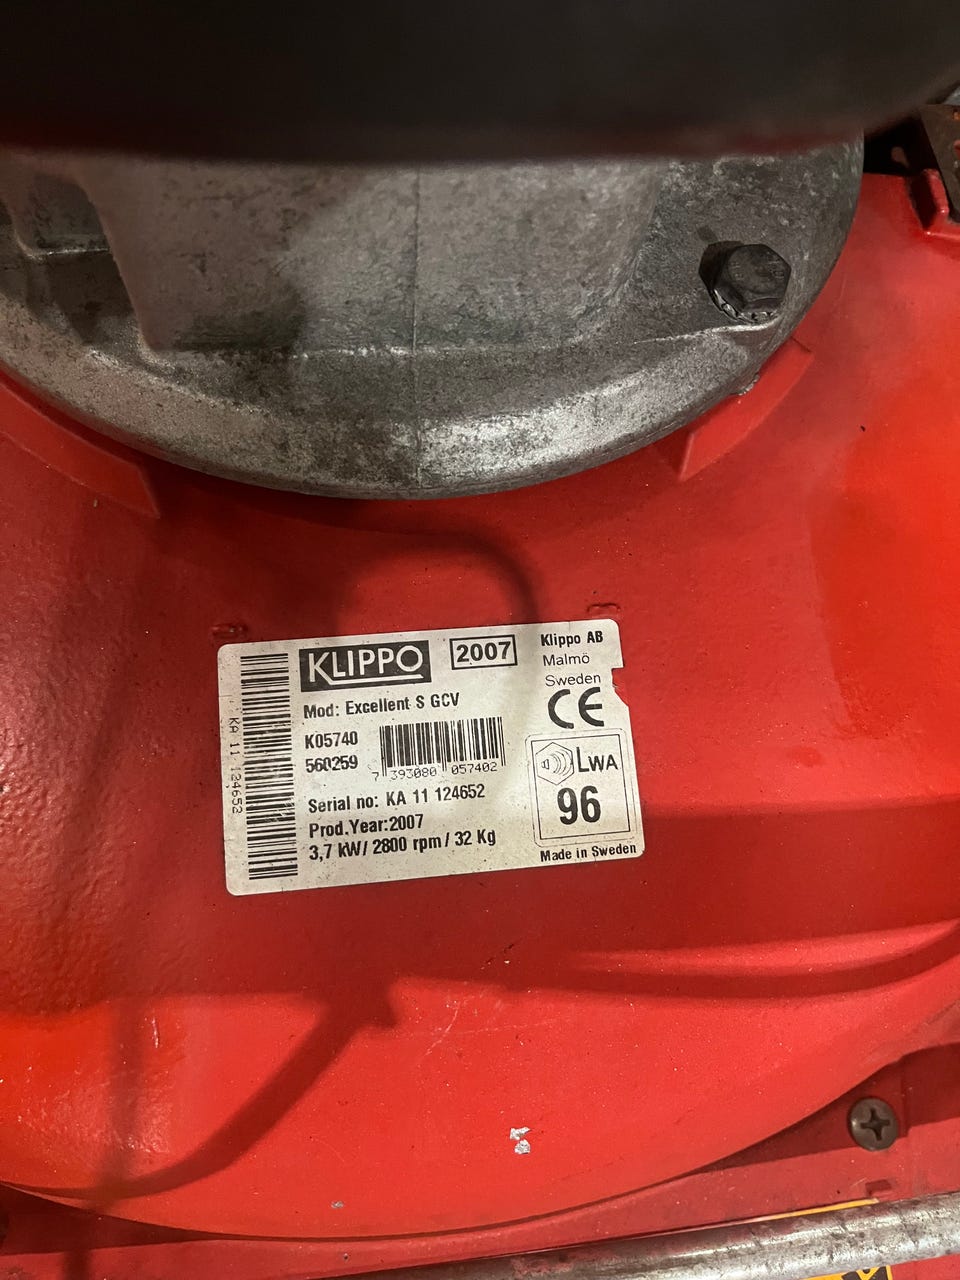 KLIPPO
2007
Klippo AB
Malmö
Sweden
CE
Mod: Excellent S GCV
K05740
560259
7 393080 057402
LWA
96
Serial no: KA 11 124652
Prod.Year:2007
3,7 kW/ 2800 rpm / 32 Kg
Made in Sweden
KA 11 124652